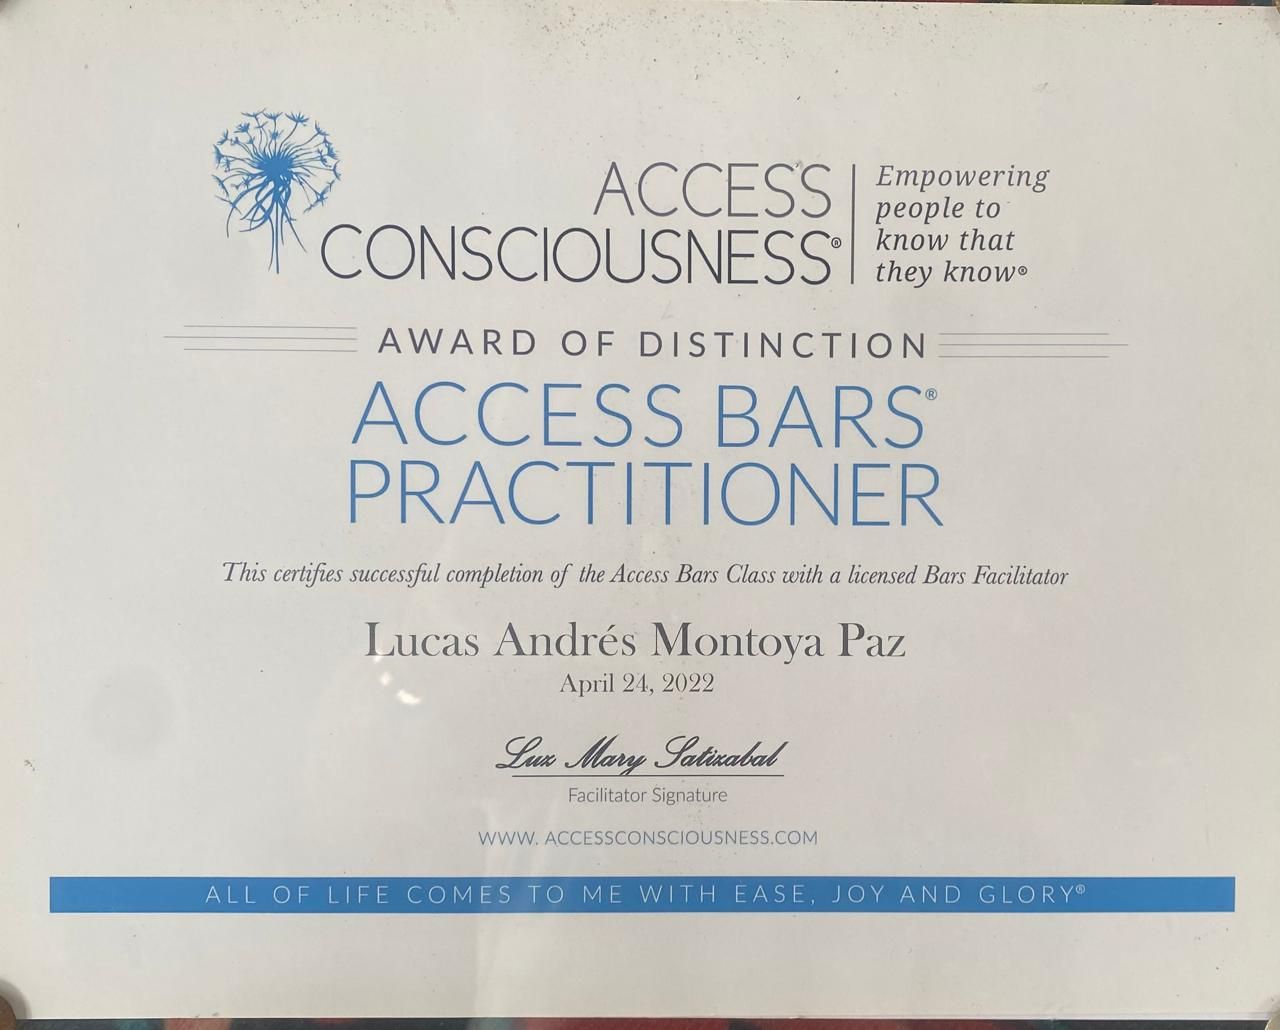 ACCESS
CONSCIOUSNESS®
Empowering
people to
know that
they know®
AWARD OF DISTINCTION
ACCESS BARS®
PRACTITIONER
This certifies successful completion of the Access Bars Class with a licensed Bars Facilitator
Lucas Andrés Montoya Paz
April 24, 2022
Luz Mary Satizabal
Facilitator Signature
WWW. ACCESSCONSCIOUSNESS.COM
ALL OF LIFE COMES TO ME WITH EASE, JOY AND GLORY®